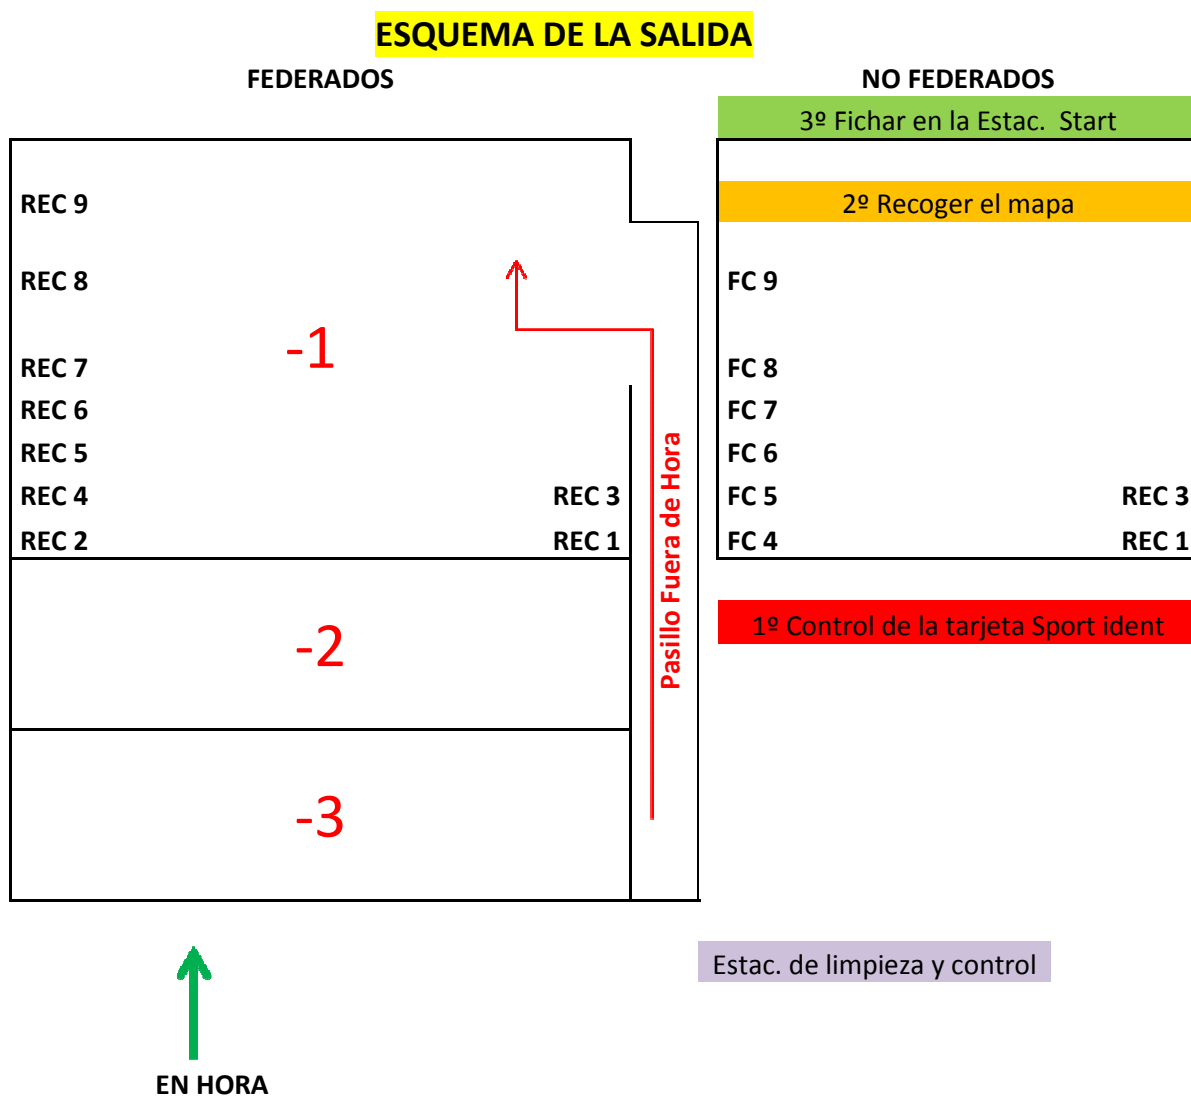 ESQUEMA DE LA SALIDA
FEDERADOS
NO FEDERADOS
3º Fichar en la Estac. Start
REC 9
2º Recoger el mapa
REC 8
FC 9
-1
REC 7
FC 8
REC 6
FC 7
REC 5
FC 6
REC 4
REC 3
FC 5
REC 3
REC 2
REC 1
FC 4
REC 1
Pasillo Fuera de Hora
-2
1º Control de la tarjeta Sport ident
-3
Estac. de limpieza y control
EN HORA